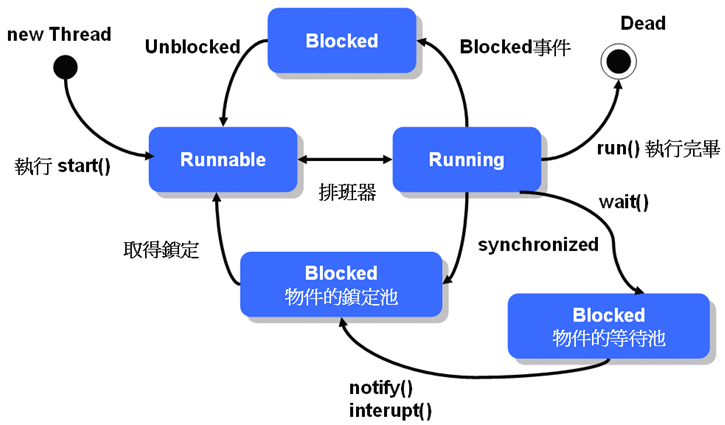 new Thread
Unblocked
Blocked
Blocked事件
Dead
執行 start()
Runnable
排班器
Running
run() 執行完畢
wait()
取得鎖定
synchronized
Blocked
物件的鎖定池
Blocked
物件的等待池
notify()
interupt()